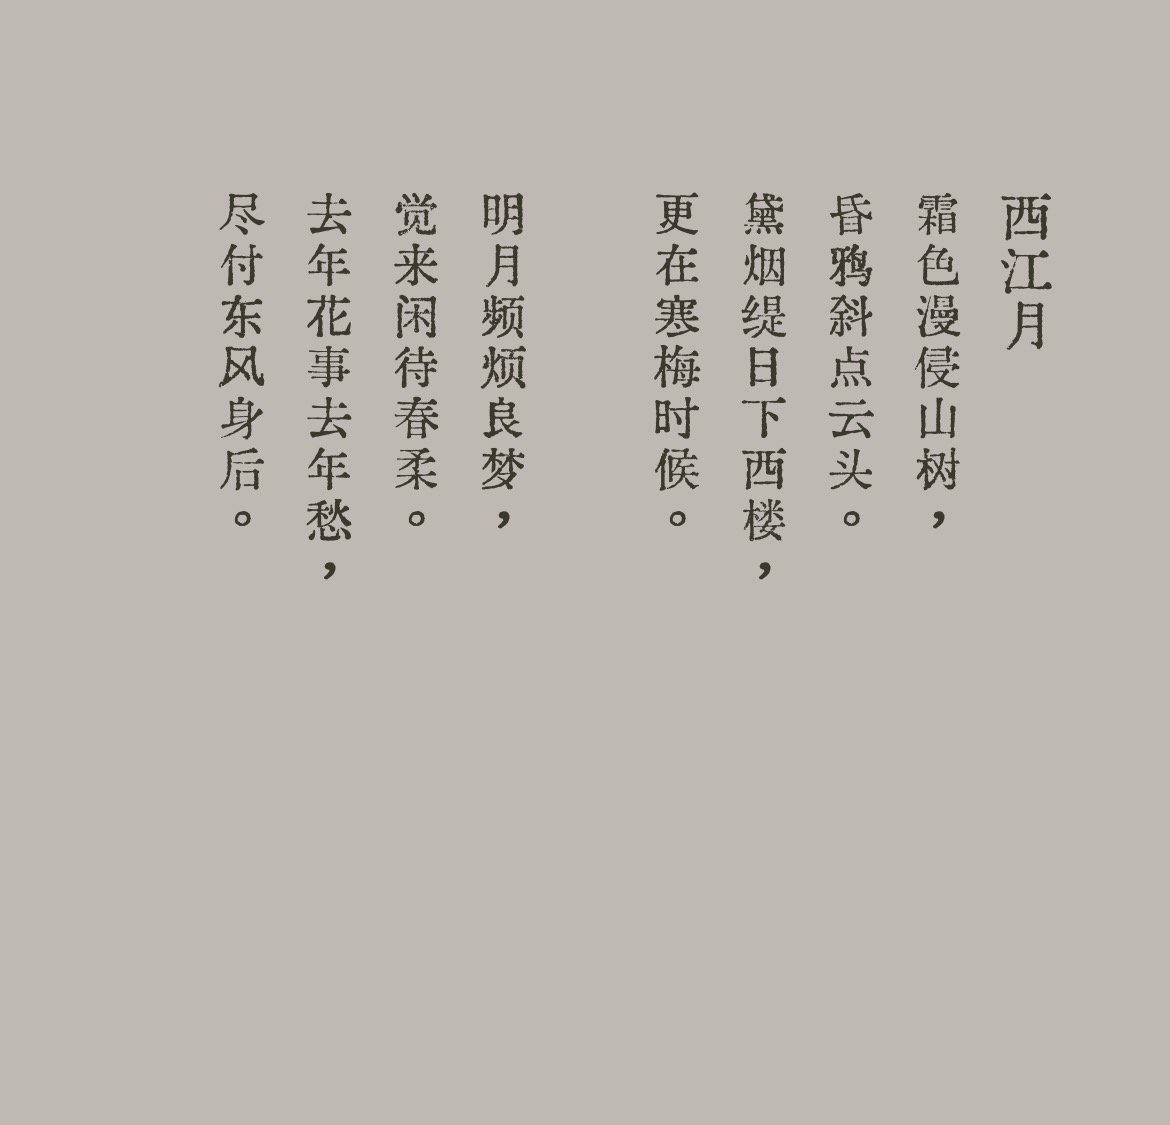 西江月
霜色漫侵山树，
昏鸦斜点云头。
黛烟缇日下西楼，
更在寒梅时候。
明月频烦良梦，
觉来闲待春柔。
去年花事去年愁，
尽付东风身后。